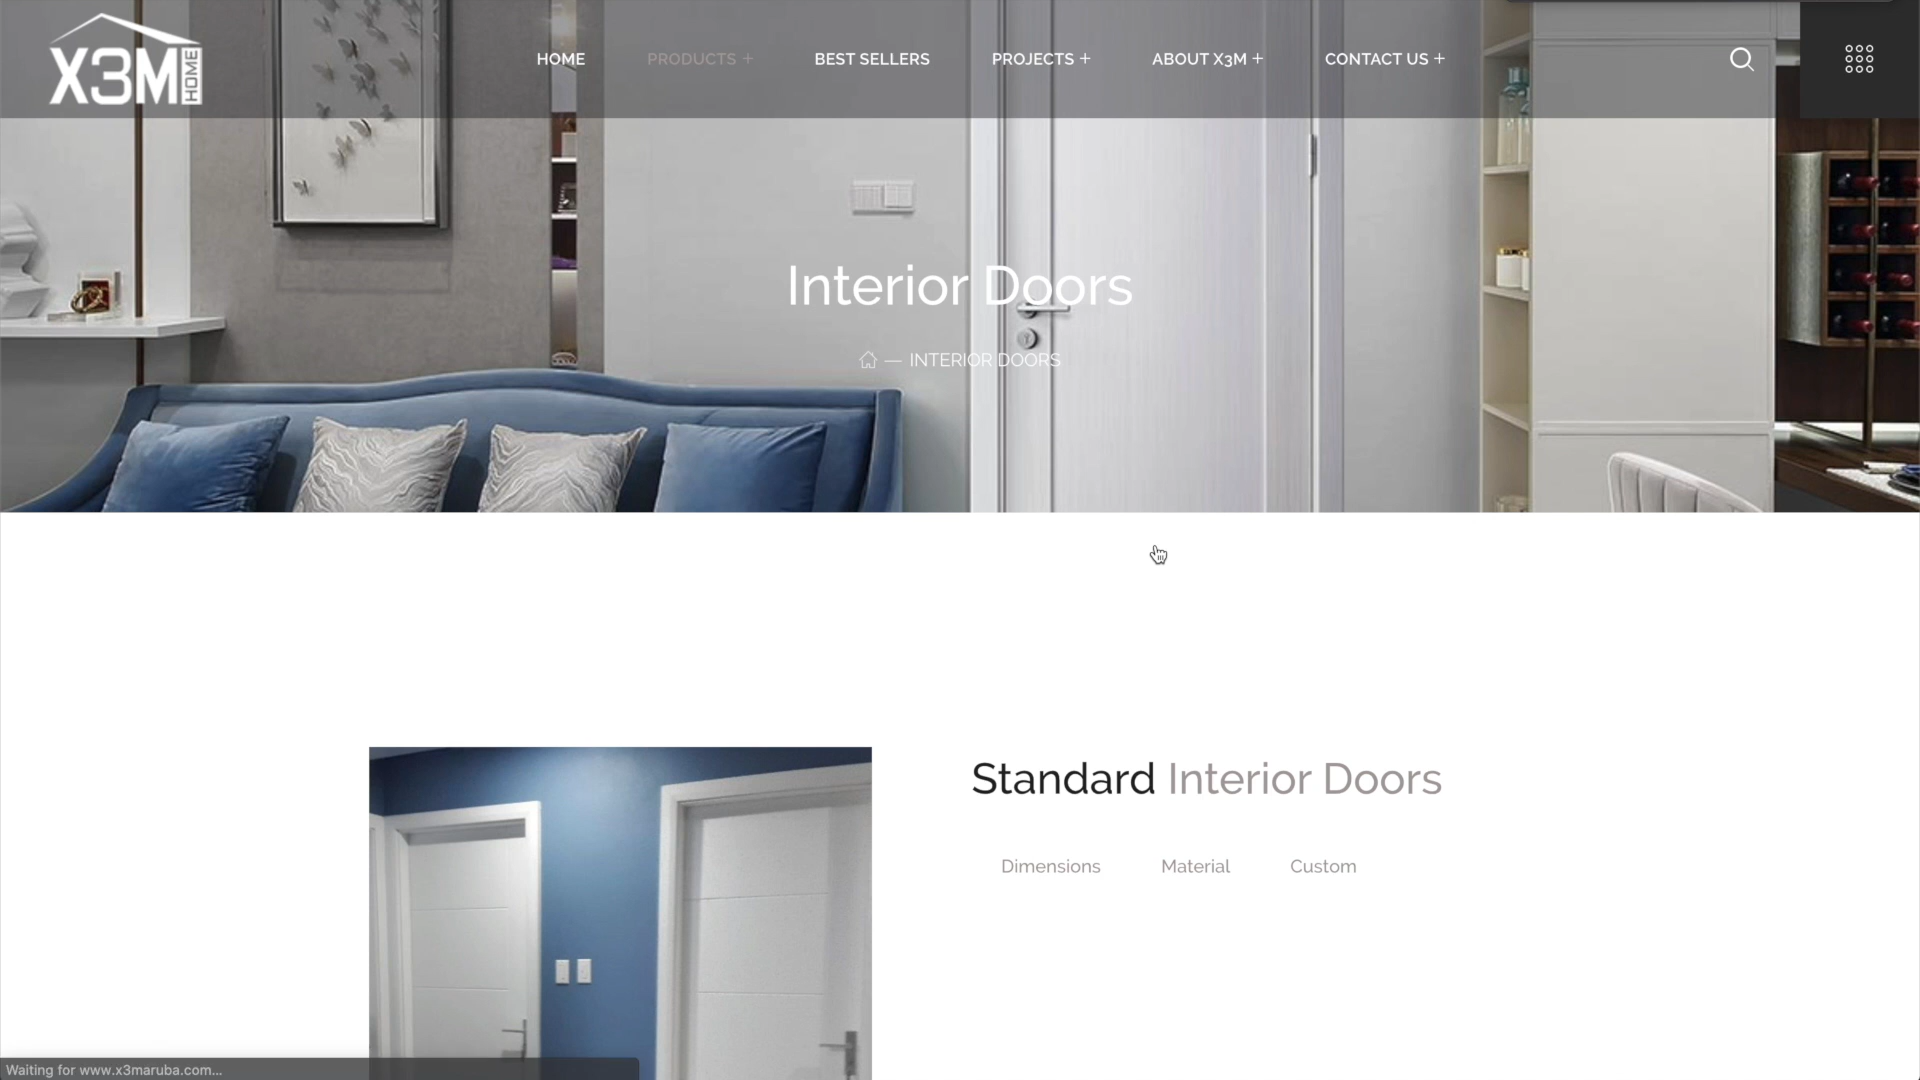 X3M HOME
HOME
PRODUCTS +
BEST SELLERS
PROJECTS +
ABOUT X3M +
CONTACT US +
Interior Doors
— INTERIOR DOORS
Standard Interior Doors
Dimensions
Material
Custom
Waiting for www.x3maruba.com...